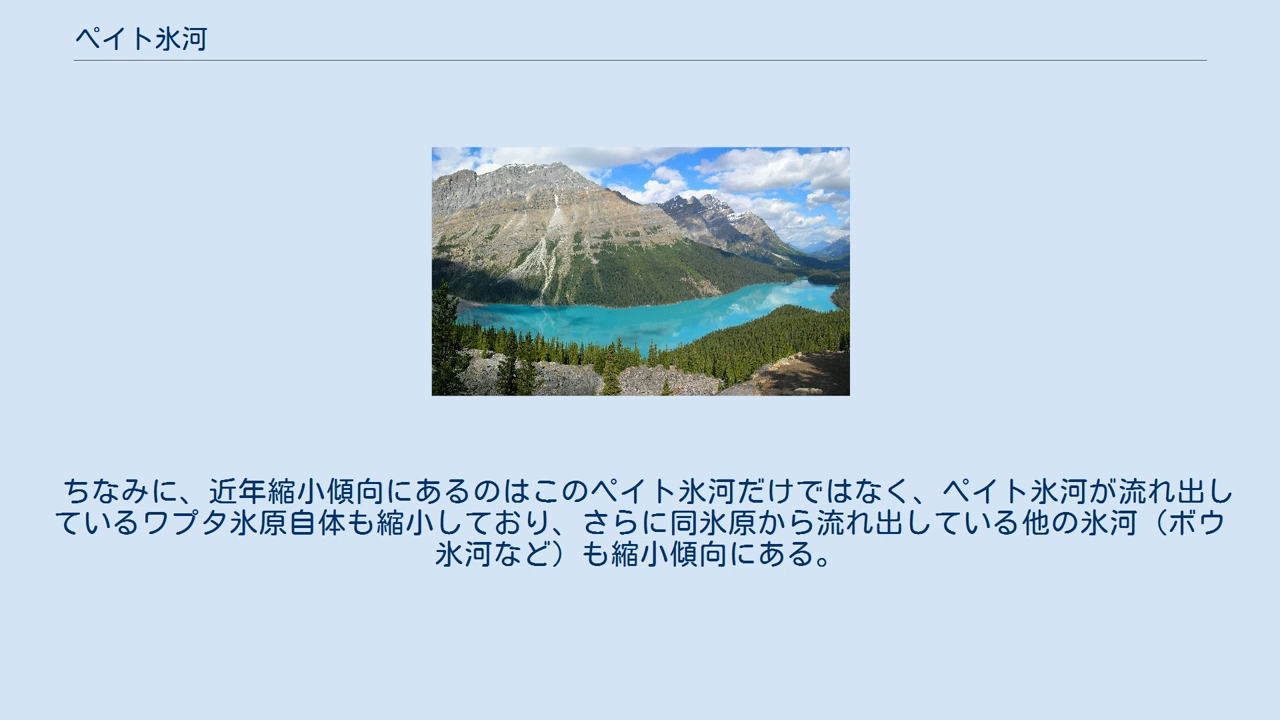 ペイト氷河
ちなみに、近年縮小傾向にあるのはこのペイト氷河だけではなく、ペイト氷河が流れ出し
ているワプタ氷原自体も縮小しており、さらに同氷原から流れ出している他の氷河（ボウ
氷河など）も縮小傾向にある。